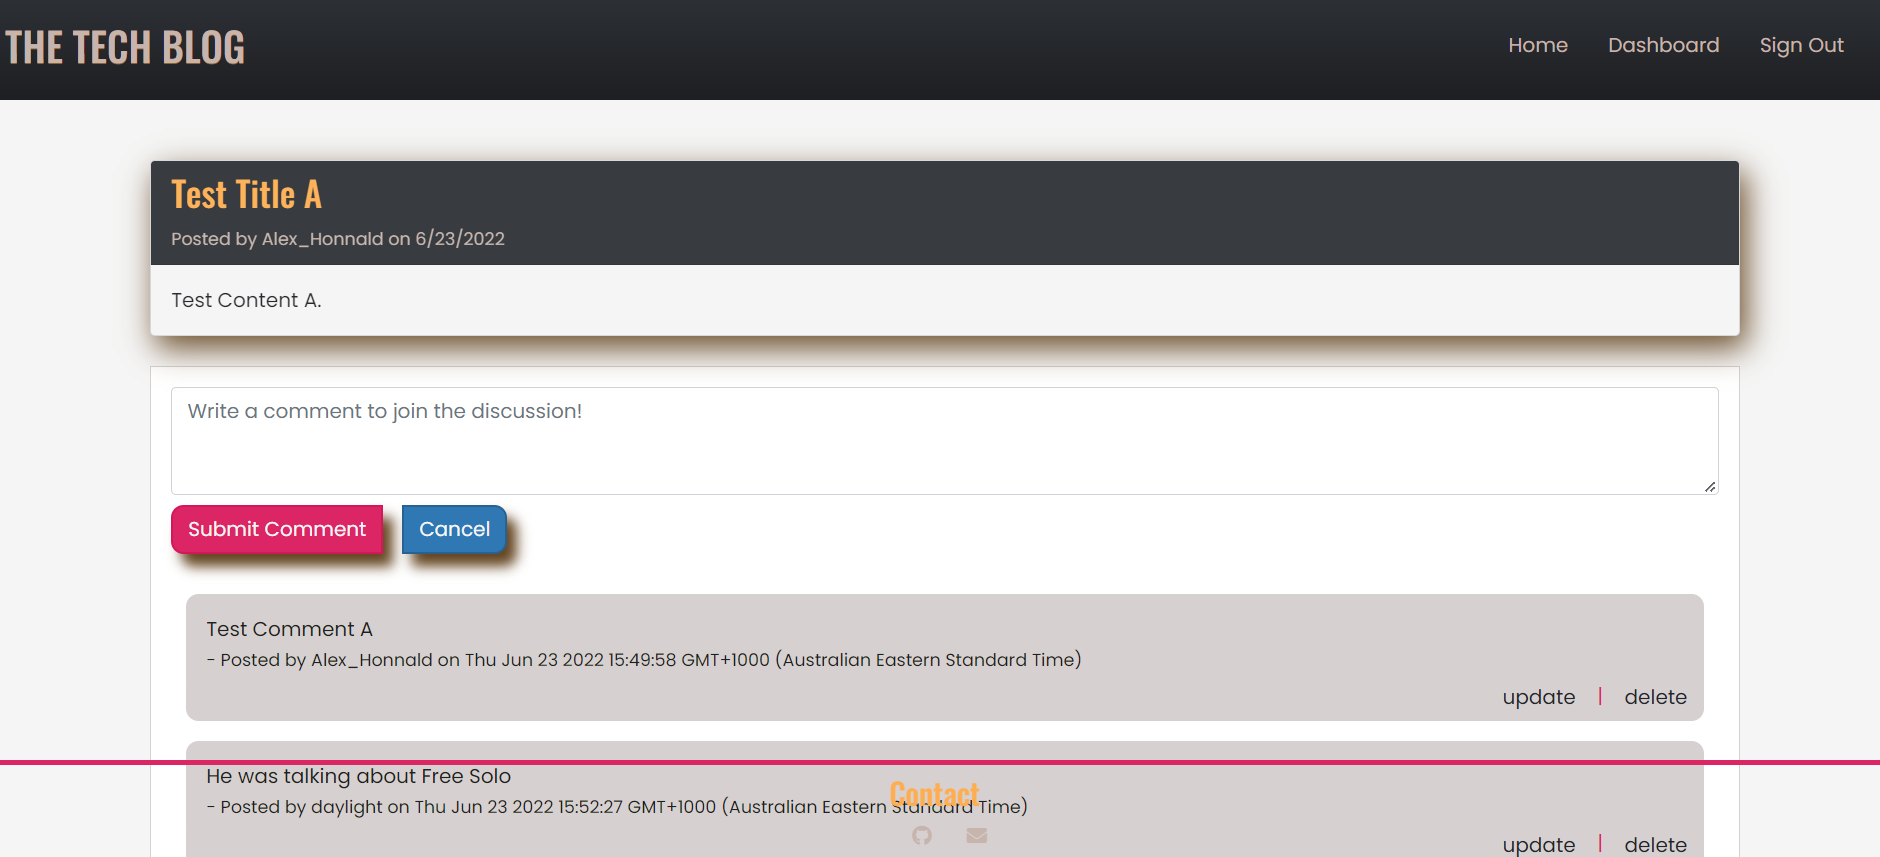 THE TECH BLOG
Home
Dashboard
Sign Out
Test Title A
Posted by Alex_Honnald on 6/23/2022
Test Content A.
Write a comment to join the discussion!
Submit Comment
Cancel
Test Comment A
- Posted by Alex_Honnald on Thu Jun 23 2022 15:49:58 GMT+1000 (Australian Eastern Standard Time)
update | delete
He was talking about Free Solo
Contact
- Posted by daylight on Thu Jun 23 2022 15:52:27 GMT+1000 (Australian Eastern Standard Time)
update | delete